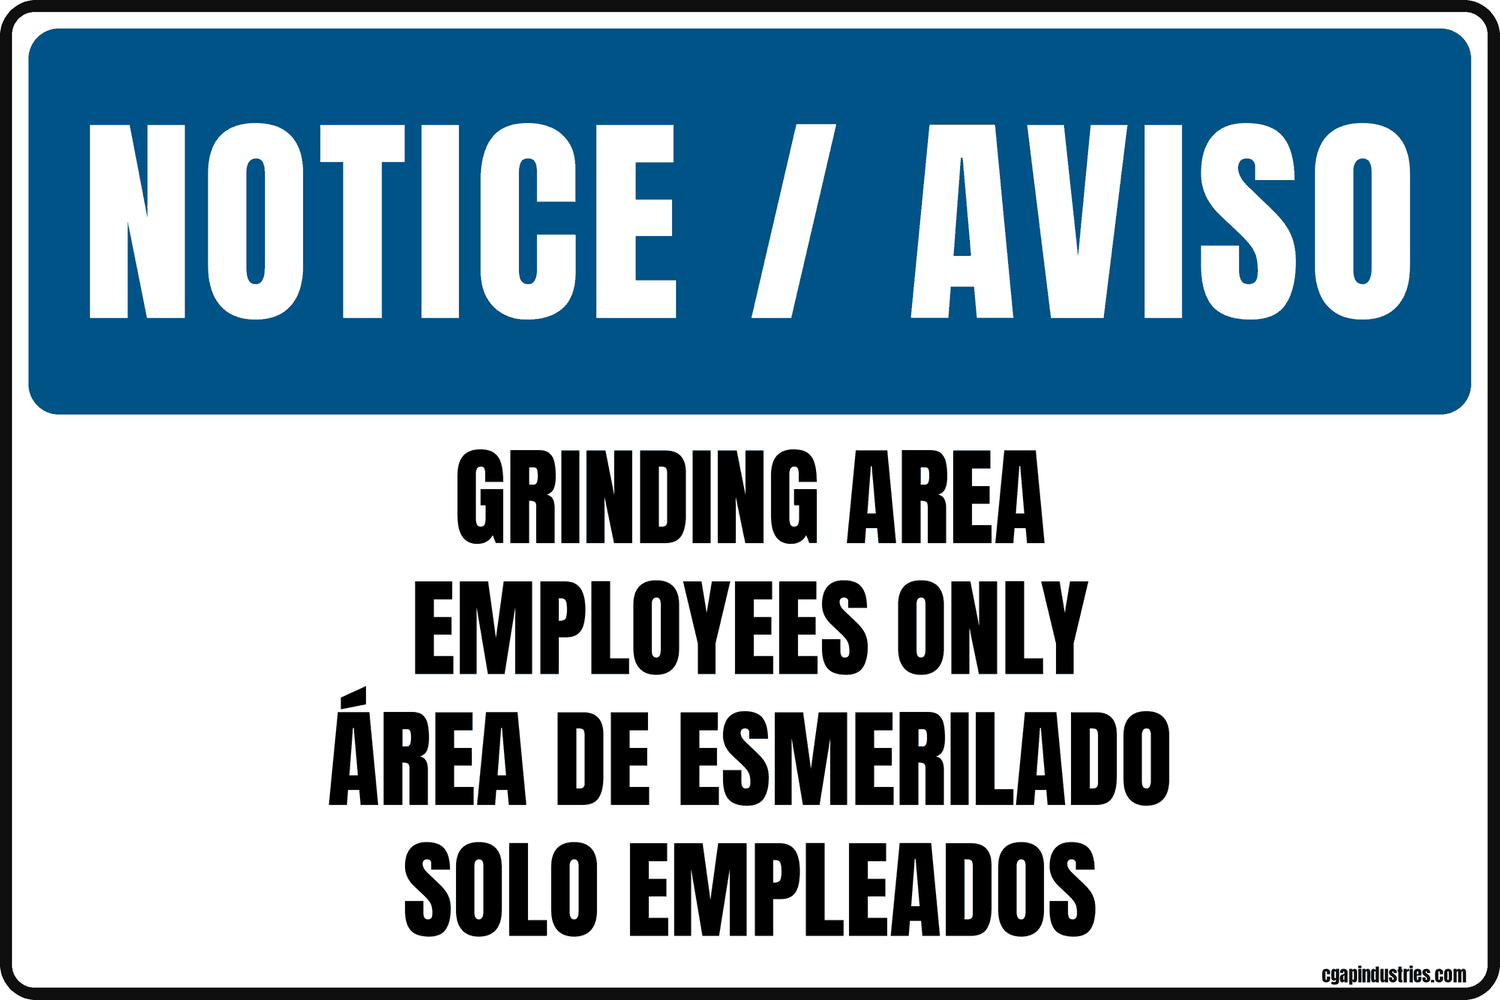 NOTICE / AVISO
GRINDING AREA
EMPLOYEES ONLY
ÁREA DE ESMERILADO
SOLO EMPLEADOS
cgapindustries.com